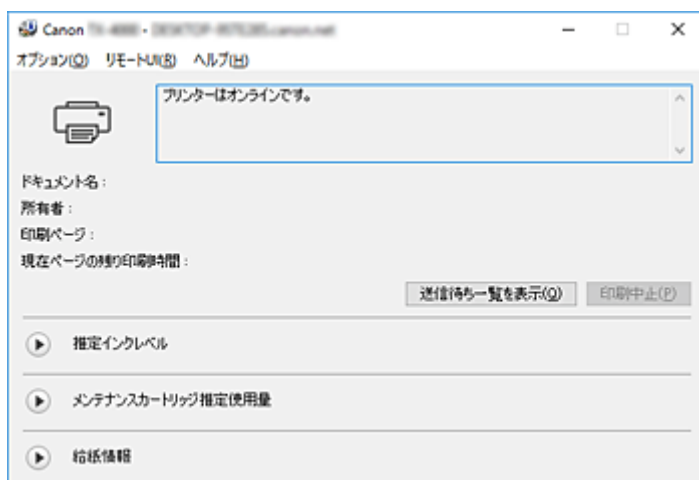 Canon
オプション(O) リモートUI(R) ヘルプ(H)
プリンターはオンラインです。
ドキュメント名 :
所有者 :
印刷ページ :
現在ページの残り印刷時間 :
送信待ち一覧を表示(Q) 印刷中止(P)
推定インクレベル
メンテナンスカートリッジ推定使用量
給紙情報